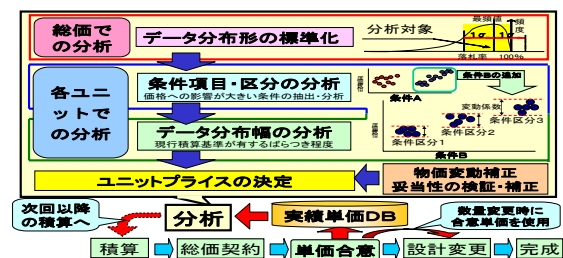 総価で
の分析
データ分布形の標準化
分析対象
最頻値
頻度
1σ 1σ
落札率 100%
各ユニ
ットで
の分析
条件項目・区分の分析
価格への影響が大きい条件の抽出・分析
条件Bの追加
条件A
データ分布幅の分析
現行積算基準が有するばらつき程度
変動係数
条件区分1
条件区分2
条件区分3
条件B
ユニットプライスの決定
物価変動補正
妥当性の検証・補正
次回以降
の積算へ
分析
実績単価DB
数量変更時に
合意単価を使用
積算
総価契約
単価合意
設計変更
完成